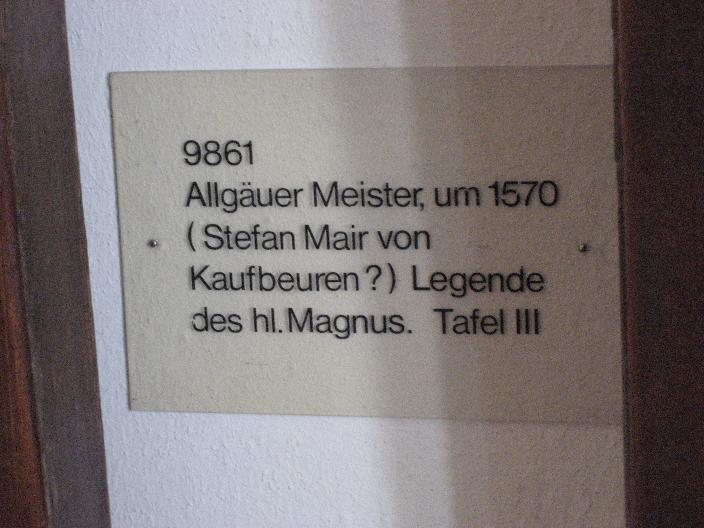 9861
Allgäuer Meister, um 1570
(Stefan Mair von
Kaufbeuren?) Legende
des hl. Magnus. Tafel III